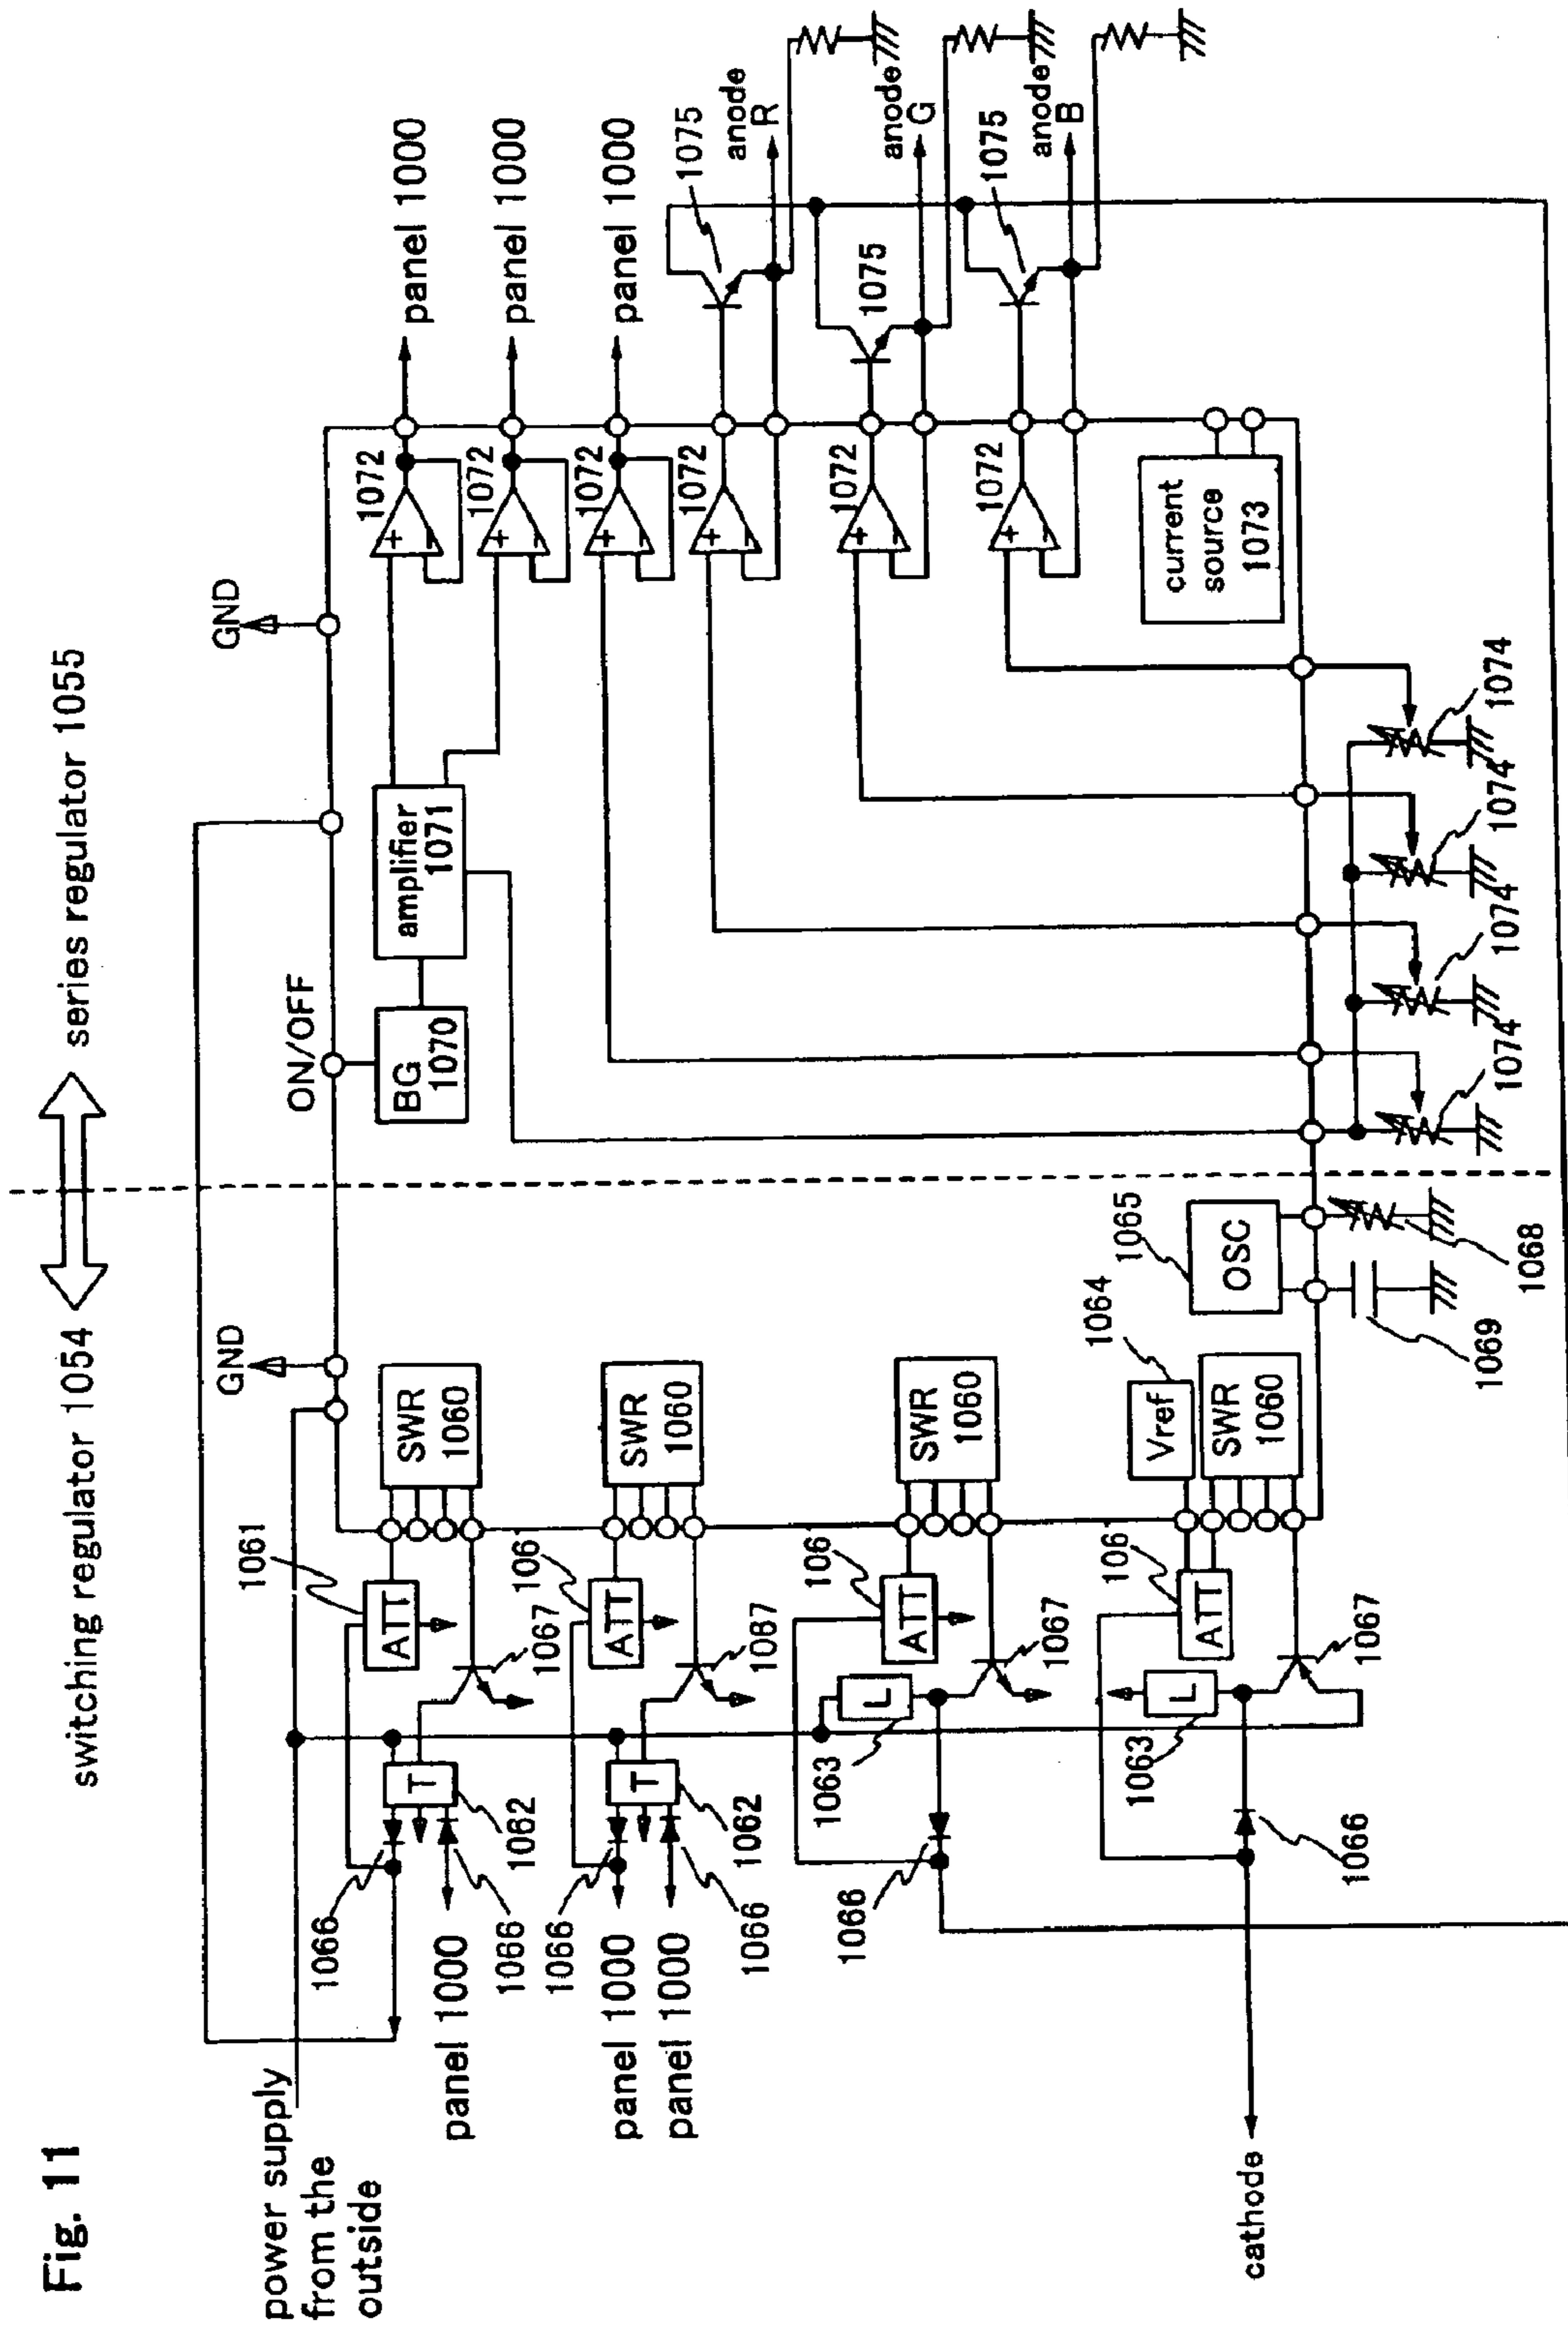 Fig. 11
switching regulator 1054
series regulator 1055
power supply
from the
outside
GND
ON/OFF
GND
1061
ATT
SWR
1060
BG
1070
amplifier
1071
1072
panel 1000
1066
T
1062
1067
panel 1000
1066
1072
panel 1000
106
ATT
SWR
1060
1066
T
1062
1087
panel 1000
panel 1000
1066
1072
panel 1000
1072
1075
anode
R
106
ATT
SWR
1060
L
1063
1067
1066
1072
1075
anode
G
1064
Vref
1065
OSC
106
ATT
SWR
1060
L
1063
1067
1066
cathode
1072
1075
anode
B
current
source
1073
1069
1068
1074
1074
1074
1074